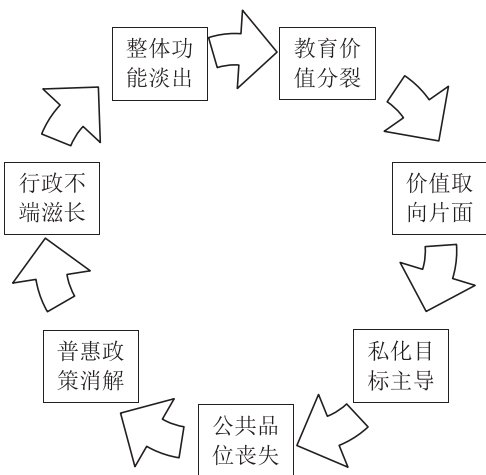 整体功
能淡出
教育价
值分裂
价值取
向片面
私化目
标主导
公共品
位丧失
普惠政
策消解
行政不
端滋长